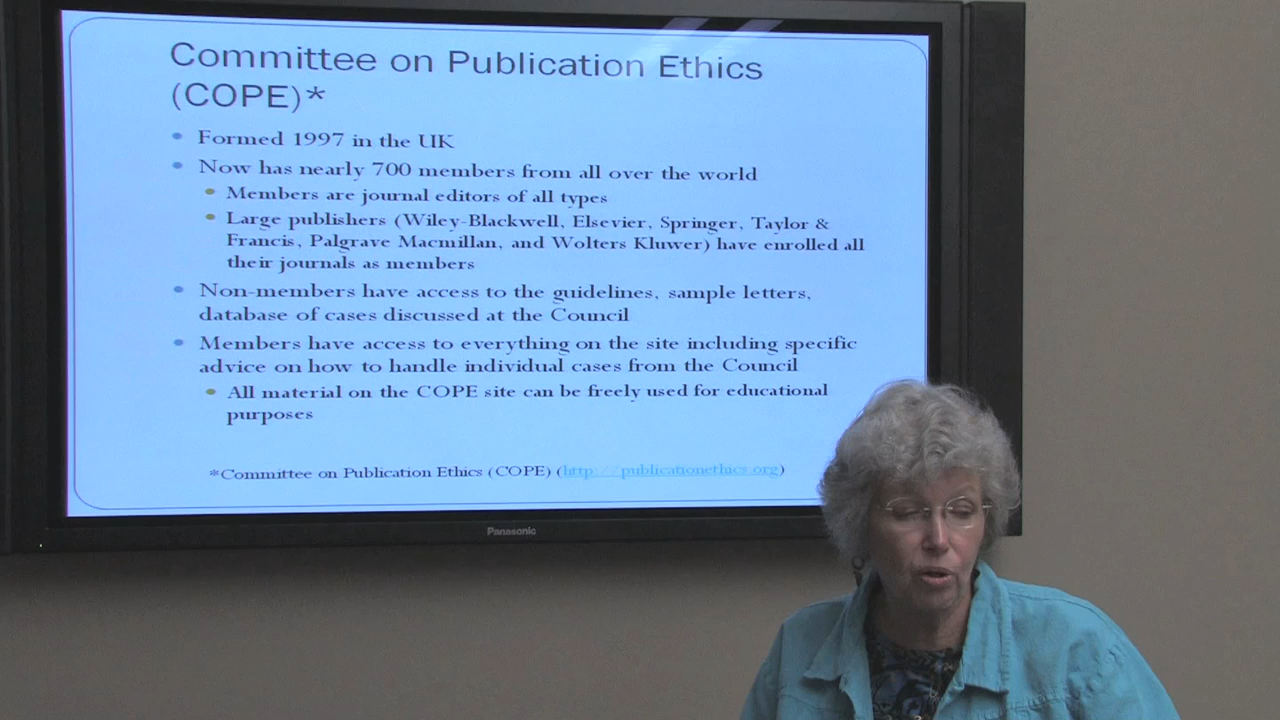 Committee on Publication Ethics
(COPE)*
Formed 1997 in the UK
Now has nearly 700 members from all over the world
Members are journal editors of all types
Large publishers (Wiley-Blackwell, Elsevier, Springer, Taylor &
Francis, Palgrave Macmillan, and Wolters Kluwer) have enrolled all
their journals as members
Non-members have access to the guidelines, sample letters,
database of cases discussed at the Council
Members have access to everything on the site including specific
advice on how to handle individual cases from the Council
All material on the COPE site can be freely used for educational
purposes
*Committee on Publication Ethics (COPE) (http://publicationethics.org)
Panasonic